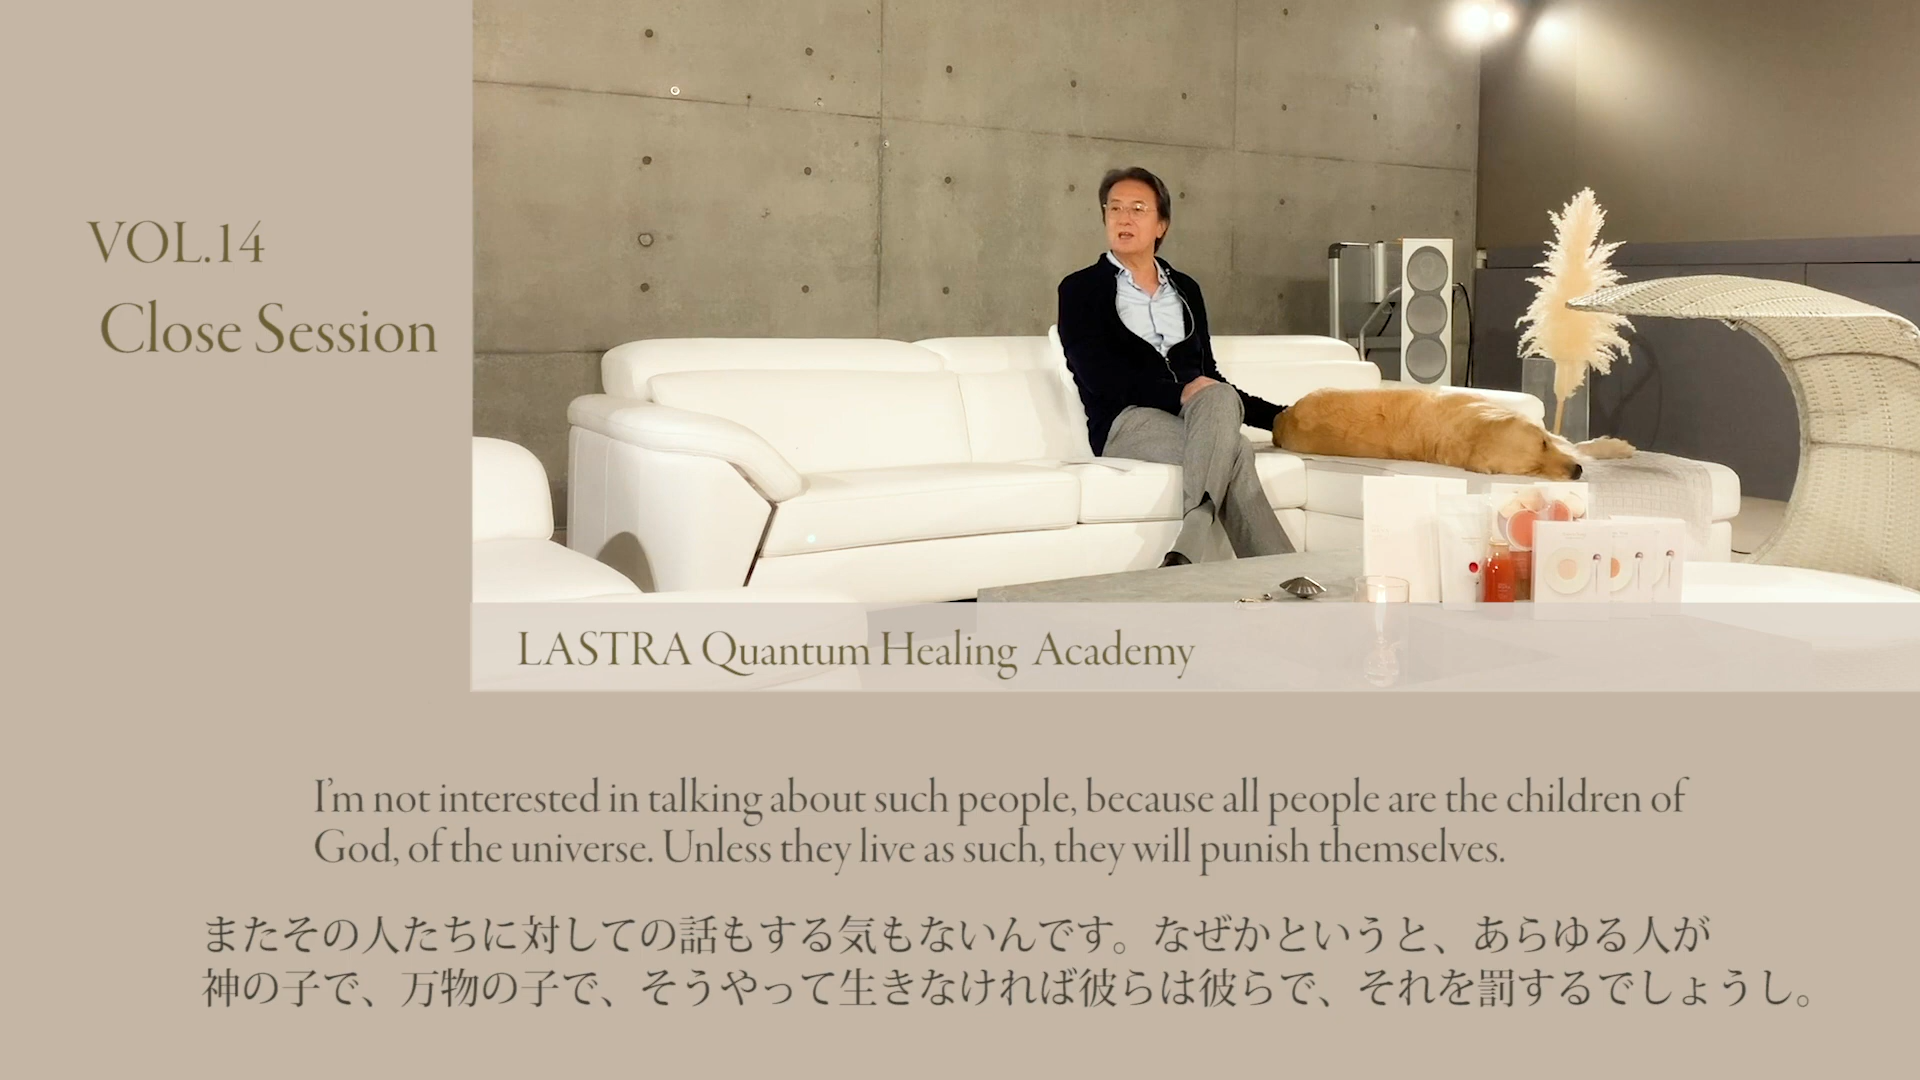 VOL.14
Close Session
LASTRA Quantum Healing Academy
I'm not interested in talking about such people, because all people are the children of
God, of the universe. Unless they live as such, they will punish themselves.
またその人たちに対しての話もする気もないんです。なぜかというと、あらゆる人が
神の子で、万物の子で、そうやって生きなければ彼らは彼らで、それを罰するでしょうし。